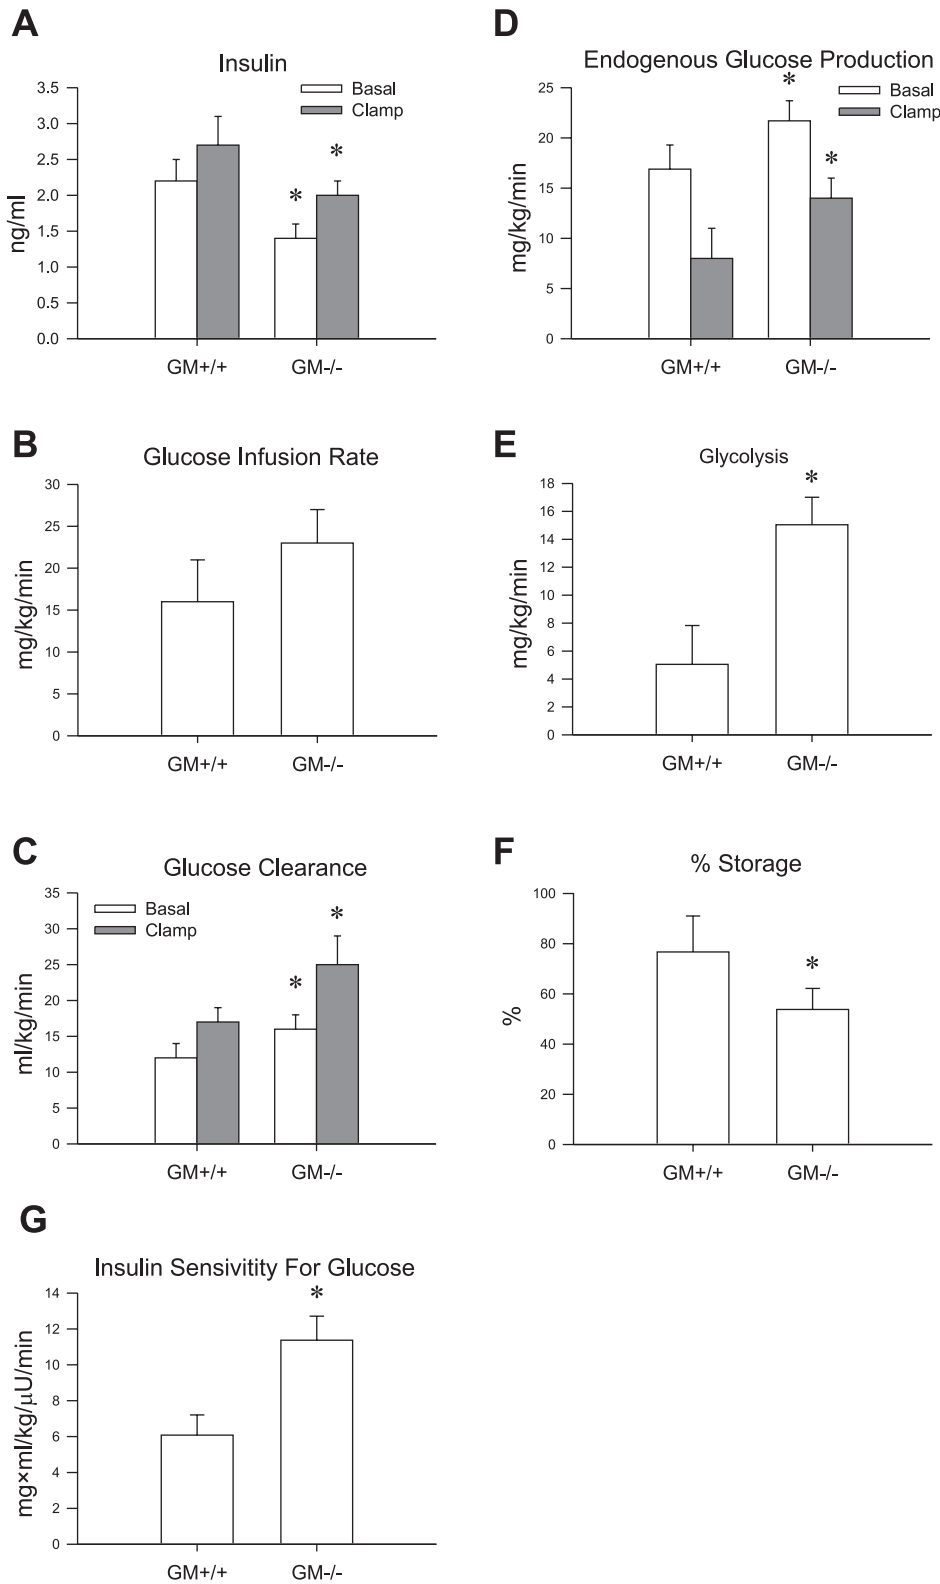 A
Insulin
Basal
Clamp
3.5
3.0
2.5
2.0
1.5
1.0
0.5
0.0
ng/ml
*
*
GM+/+
GM-/-
D
Endogenous Glucose Production
Basal
Clamp
25
20
15
10
5
0
mg/kg/min
*
*
GM+/+
GM-/-
B
Glucose Infusion Rate
30
25
20
15
10
5
0
mg/kg/min
GM+/+
GM-/-
E
Glycolysis
18
16
14
12
10
8
6
4
2
0
mg/kg/min
*
GM+/+
GM-/-
C
Glucose Clearance
Basal
Clamp
35
30
25
20
15
10
5
0
ml/kg/min
*
*
GM+/+
GM-/-
F
% Storage
100
80
60
40
20
0
%
*
GM+/+
GM-/-
G
Insulin Sensivitity For Glucose
14
12
10
8
6
4
2
0
mg×ml/kg/µU/min
*
GM+/+
GM-/-